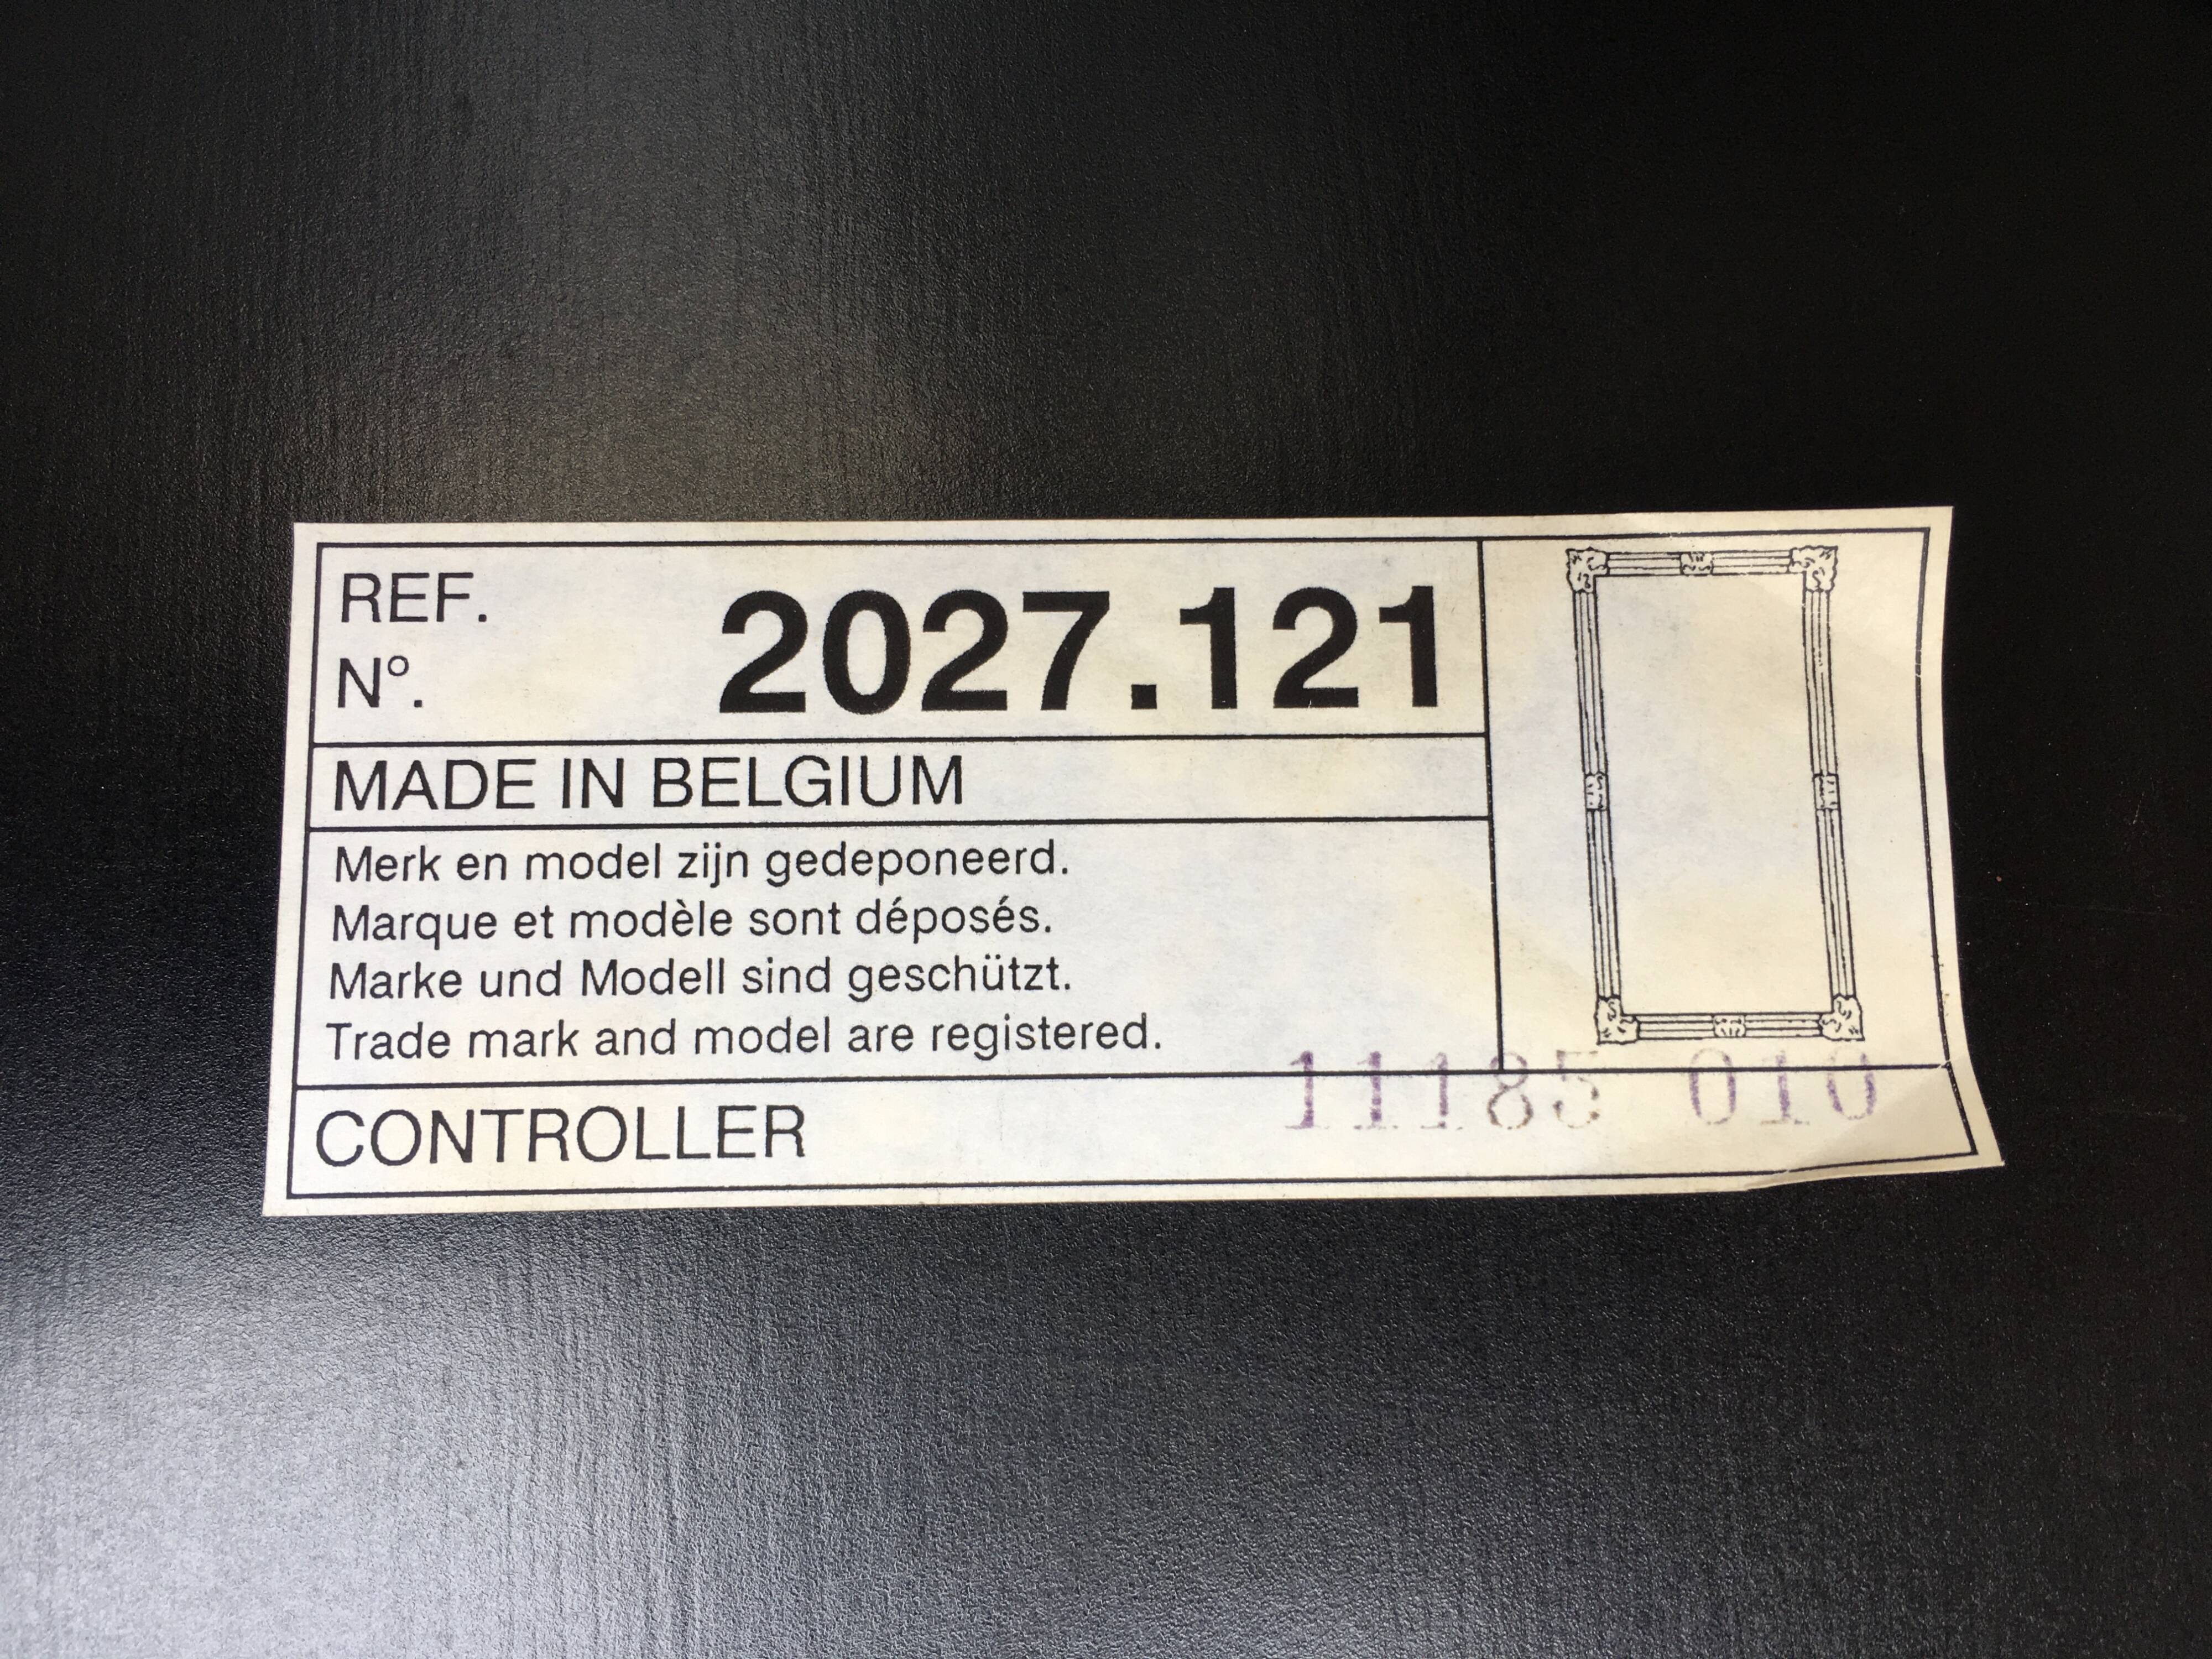 REF.
Nº.
2027.121
MADE IN BELGIUM
Merk en model zijn gedeponeerd.
Marque et modèle sont déposés.
Marke und Modell sind geschützt.
Trade mark and model are registered.
11185 010
CONTROLLER